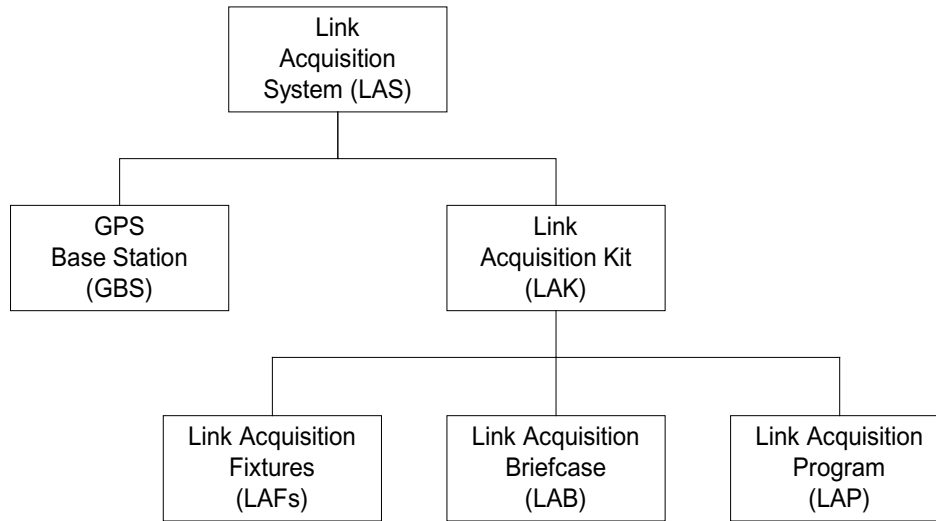 Link
Acquisition
System (LAS)
GPS
Base Station
(GBS)
Link
Acquisition Kit
(LAK)
Link Acquisition
Fixtures
(LAFs)
Link Acquisition
Briefcase
(LAB)
Link Acquisition
Program
(LAP)